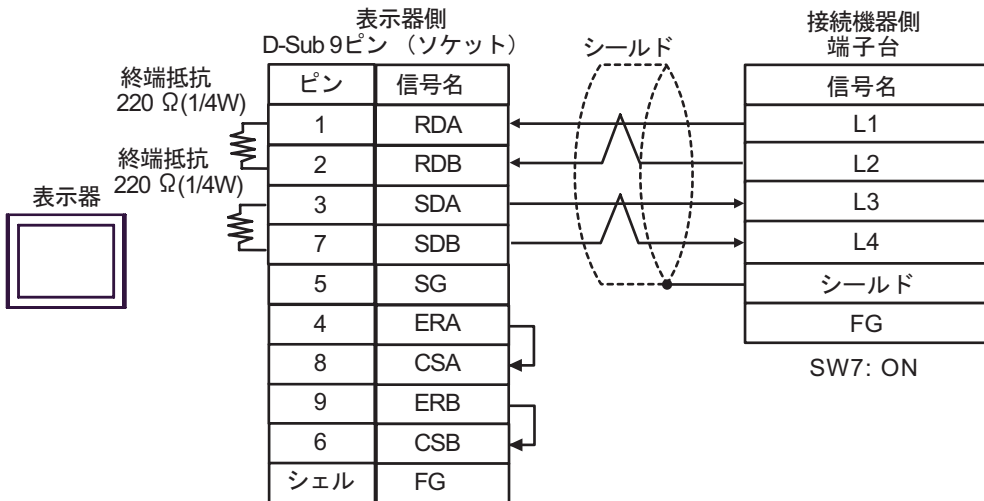 表示器側
D-Sub 9ピン （ソケット）
シールド
接続機器側
端子台
終端抵抗
220 Ω(1/4W)
終端抵抗
220 Ω(1/4W)
表示器
ピン 信号名
1 RDA
2 RDB
3 SDA
7 SDB
5 SG
4 ERA
8 CSA
9 ERB
6 CSB
シェル FG
信号名
L1
L2
L3
L4
シールド
FG
SW7: ON